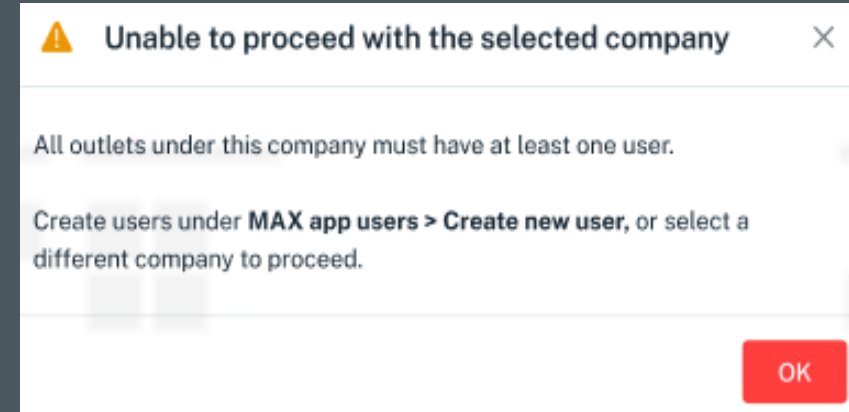 Unable to proceed with the selected company
All outlets under this company must have at least one user.
Create users under MAX app users > Create new user, or select a
different company to proceed.
OK